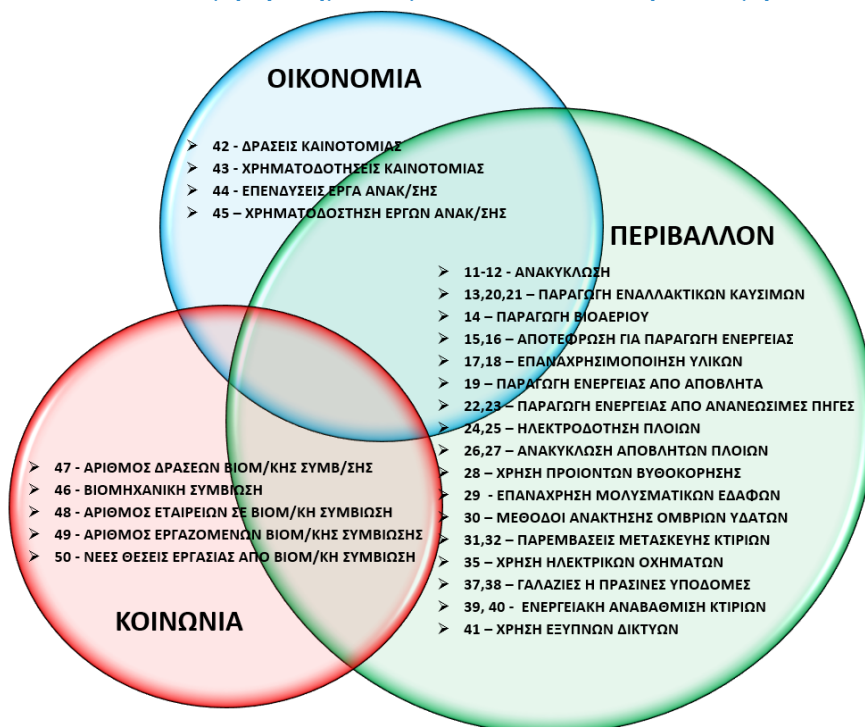 ΟΙΚΟΝΟΜΙΑ
➢ 42 - ΔΡΑΣΕΙΣ ΚΑΙΝΟΤΟΜΙΑΣ
➢ 43 - ΧΡΗΜΑΤΟΔΟΤΗΣΕΙΣ ΚΑΙΝΟΤΟΜΙΑΣ
➢ 44 - ΕΠΕΝΔΥΣΕΙΣ ΕΡΓΑ ΑΝΑΚ/ΣΗΣ
➢ 45 – ΧΡΗΜΑΤΟΔΟΣΤΗΣΗ ΕΡΓΩΝ ΑΝΑΚ/ΣΗΣ
ΠΕΡΙΒΑΛΛΟΝ
➢ 11-12 - ΑΝΑΚΥΚΛΩΣΗ
➢ 13,20,21 – ΠΑΡΑΓΩΓΗ ΕΝΑΛΛΑΚΤΙΚΩΝ ΚΑΥΣΙΜΩΝ
➢ 14 – ΠΑΡΑΓΩΓΗ ΒΙΟΑΕΡΙΟΥ
➢ 15,16 – ΑΠΟΤΕΦΡΩΣΗ ΓΙΑ ΠΑΡΑΓΩΓΗ ΕΝΕΡΓΕΙΑΣ
➢ 17,18 – ΕΠΑΝΑΧΡΗΣΙΜΟΠΟΙΗΣΗ ΥΛΙΚΩΝ
➢ 19 – ΠΑΡΑΓΩΓΗ ΕΝΕΡΓΕΙΑΣ ΑΠΟ ΑΠΟΒΛΗΤΑ
➢ 22,23 – ΠΑΡΑΓΩΓΗ ΕΝΕΡΓΕΙΑΣ ΑΠΟ ΑΝΑΝΕΩΣΙΜΕΣ ΠΗΓΕΣ
➢ 24,25 – ΗΛΕΚΤΡΟΔΟΤΗΣΗ ΠΛΟΙΩΝ
➢ 26,27 – ΑΝΑΚΥΚΛΩΣΗ ΑΠΟΒΛΗΤΩΝ ΠΛΟΙΩΝ
➢ 28 – ΧΡΗΣΗ ΠΡΟΙΟΝΤΩΝ ΒΥΘΟΚΟΡΗΣΗΣ
➢ 29 - ΕΠΑΝΑΧΡΗΣΗ ΜΟΛΥΣΜΑΤΙΚΩΝ ΕΔΑΦΩΝ
➢ 30 – ΜΕΘΟΔΟΙ ΑΝΑΚΤΗΣΗΣ ΟΜΒΡΙΩΝ ΥΔΑΤΩΝ
➢ 31,32 – ΠΑΡΕΜΒΑΣΕΙΣ ΜΕΤΑΣΚΕΥΗΣ ΚΤΙΡΙΩΝ
➢ 35 – ΧΡΗΣΗ ΗΛΕΚΤΡΙΚΩΝ ΟΧΗΜΑΤΩΝ
➢ 37,38 – ΓΑΛΑΖΙΕΣ Η ΠΡΑΣΙΝΕΣ ΥΠΟΔΟΜΕΣ
➢ 39, 40 - ΕΝΕΡΓΕΙΑΚΗ ΑΝΑΒΑΘΜΙΣΗ ΚΤΙΡΙΩΝ
➢ 41 – ΧΡΗΣΗ ΕΞΥΠΝΩΝ ΔΙΚΤΥΩΝ
➢ 47 - ΑΡΙΘΜΟΣ ΔΡΑΣΕΩΝ ΒΙΟΜ/ΚΗΣ ΣΥΜΒ/ΣΗΣ
➢ 46 - ΒΙΟΜΗΧΑΝΙΚΗ ΣΥΜΒΙΩΣΗ
➢ 48 - ΑΡΙΘΜΟΣ ΕΤΑΙΡΕΙΩΝ ΣΕ ΒΙΟΜ/ΚΗ ΣΥΜΒΙΩΣΗ
➢ 49 - ΑΡΙΘΜΟΣ ΕΡΓΑΖΟΜΕΝΩΝ ΒΙΟΜ/ΚΗΣ ΣΥΜΒΙΩΣΗΣ
➢ 50 - ΝΕΕΣ ΘΕΣΕΙΣ ΕΡΓΑΣΙΑΣ ΑΠΟ ΒΙΟΜ/ΚΗ ΣΥΜΒΙΩΣΗ
ΚΟΙΝΩΝΙΑ